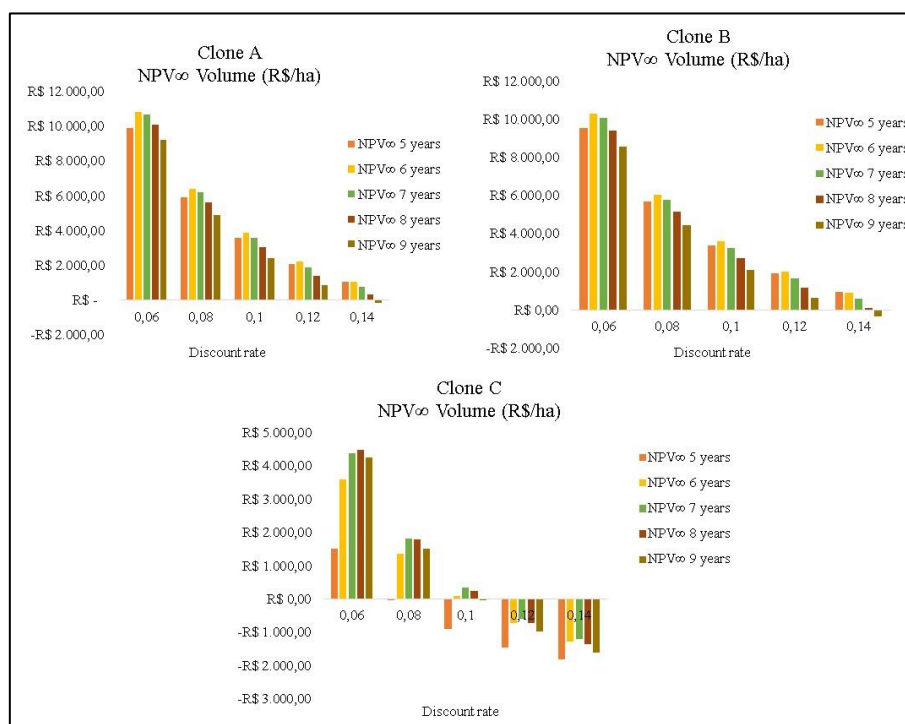 Clone A
NPV∞ Volume (R$/ha)
R$ 12.000,00
R$ 10.000,00
R$ 8.000,00
R$ 6.000,00
R$ 4.000,00
R$ 2.000,00
R$ -
-R$ 2.000,00
0,06 0,08 0,1 0,12 0,14
Discount rate
NPV∞ 5 years
NPV∞ 6 years
NPV∞ 7 years
NPV∞ 8 years
NPV∞ 9 years
Clone B
NPV∞ Volume (R$/ha)
R$ 12.000,00
R$ 10.000,00
R$ 8.000,00
R$ 6.000,00
R$ 4.000,00
R$ 2.000,00
R$ 0,00
-R$ 2.000,00
0,06 0,08 0,1 0,12 0,14
Discount rate
NPV∞ 5 years
NPV∞ 6 years
NPV∞ 7 years
NPV∞ 8 years
NPV∞ 9 years
Clone C
NPV∞ Volume (R$/ha)
R$ 5.000,00
R$ 4.000,00
R$ 3.000,00
R$ 2.000,00
R$ 1.000,00
R$ 0,00
-R$ 1.000,00
-R$ 2.000,00
-R$ 3.000,00
0,06 0,08 0,1 0,12 0,14
Discount rate
NPV∞ 5 years
NPV∞ 6 years
NPV∞ 7 years
NPV∞ 8 years
NPV∞ 9 years